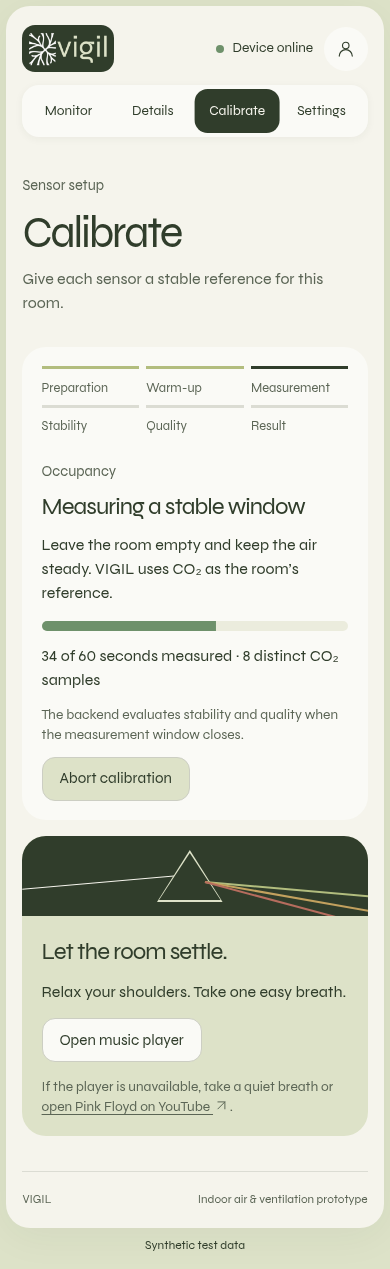 vigil
Device online
Monitor Details Calibrate Settings
Sensor setup
Calibrate
Give each sensor a stable reference for this
room.
Preparation Warm-up Measurement
Stability Quality Result
Occupancy
Measuring a stable window
Leave the room empty and keep the air
steady. VIGIL uses CO₂ as the room's
reference.
34 of 60 seconds measured · 8 distinct CO₂
samples
The backend evaluates stability and quality when
the measurement window closes.
Abort calibration
Let the room settle.
Relax your shoulders. Take one easy breath.
Open music player
If the player is unavailable, take a quiet breath or
open Pink Floyd on YouTube ↗.
VIGIL Indoor air & ventilation prototype
Synthetic test data